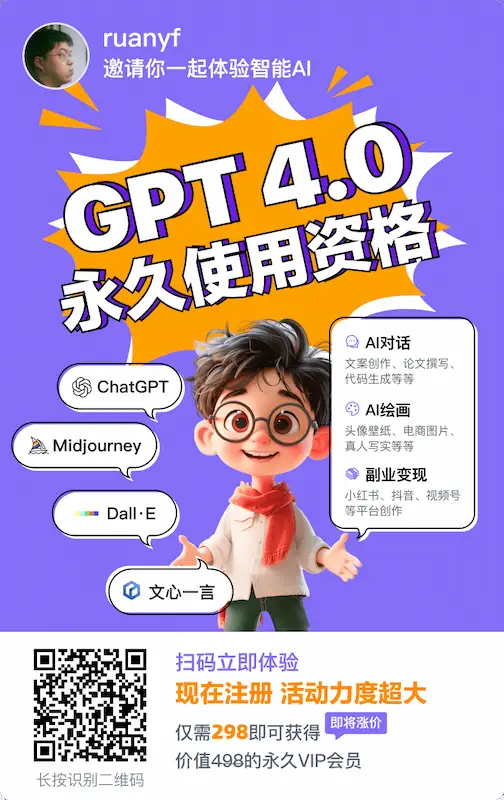 ruanyf
邀请你一起体验智能AI
GPT 4.0
永久使用资格
AI对话
文案创作、论文撰写、
代码生成等等
AI绘画
头像壁纸、电商图片、
真人写实等等
副业变现
小红书、抖音、视频号
等平台创作
ChatGPT
Midjourney
Dall·E
文心一言
扫码立即体验
现在注册 活动力度超大
仅需298即可获得 即将涨价
价值498的永久VIP会员
长按识别二维码